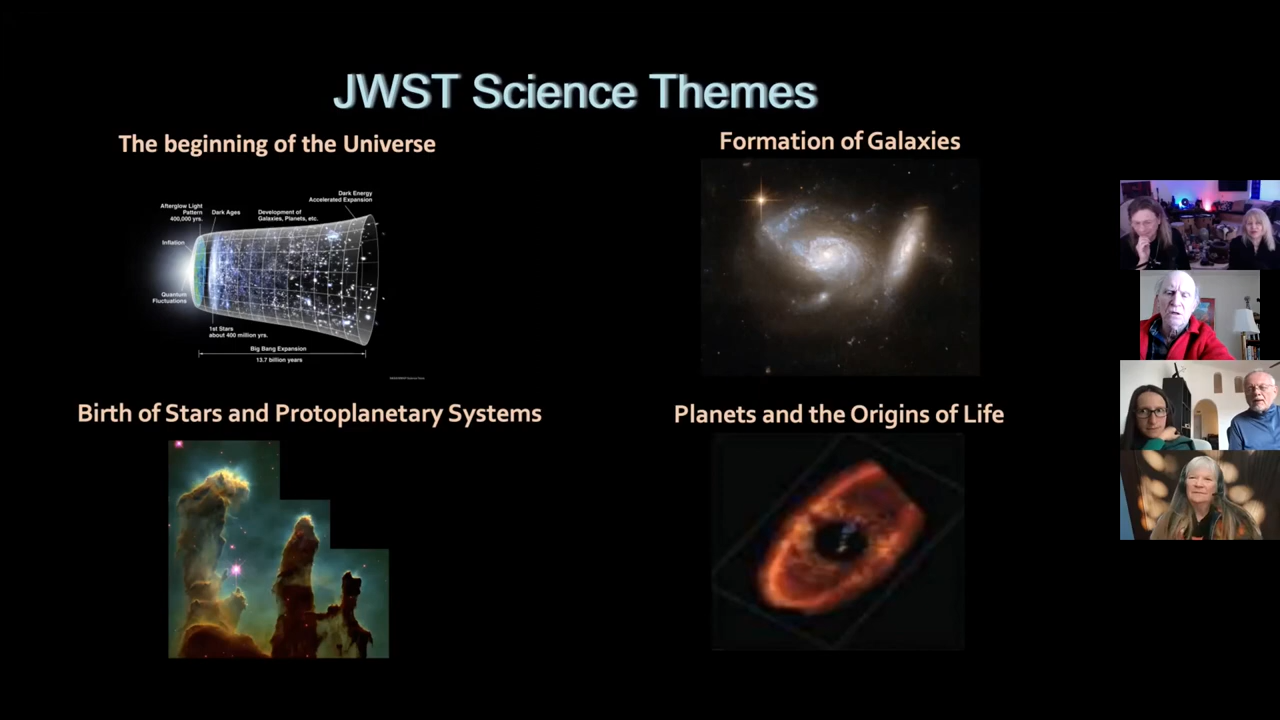 JWST Science Themes
The beginning of the Universe
Formation of Galaxies
Dark Energy
Accelerated Expansion
Afterglow Light
Pattern
400,000 yrs.
Dark Ages
Development of
Galaxies, Planets, etc.
Inflation
Quantum
Fluctuations
1st Stars
about 400 million yrs.
Big Bang Expansion
13.7 billion years
Birth of Stars and Protoplanetary Systems
Planets and the Origins of Life